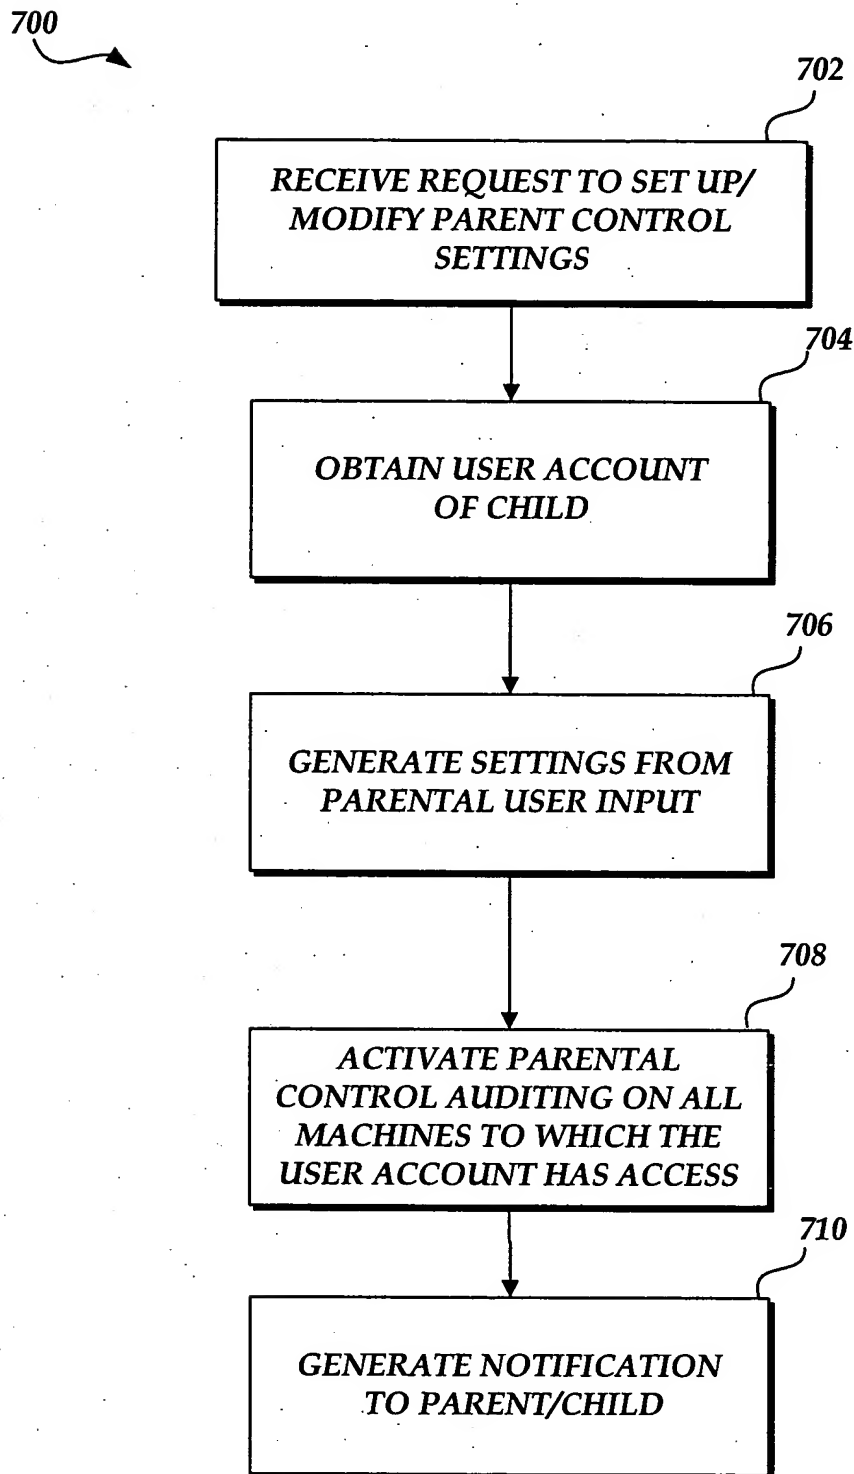 700
702
RECEIVE REQUEST TO SET UP/
MODIFY PARENT CONTROL
SETTINGS
704
OBTAIN USER ACCOUNT
OF CHILD
706
GENERATE SETTINGS FROM
PARENTAL USER INPUT
708
ACTIVATE PARENTAL
CONTROL AUDITING ON ALL
MACHINES TO WHICH THE
USER ACCOUNT HAS ACCESS
710
GENERATE NOTIFICATION
TO PARENT/CHILD